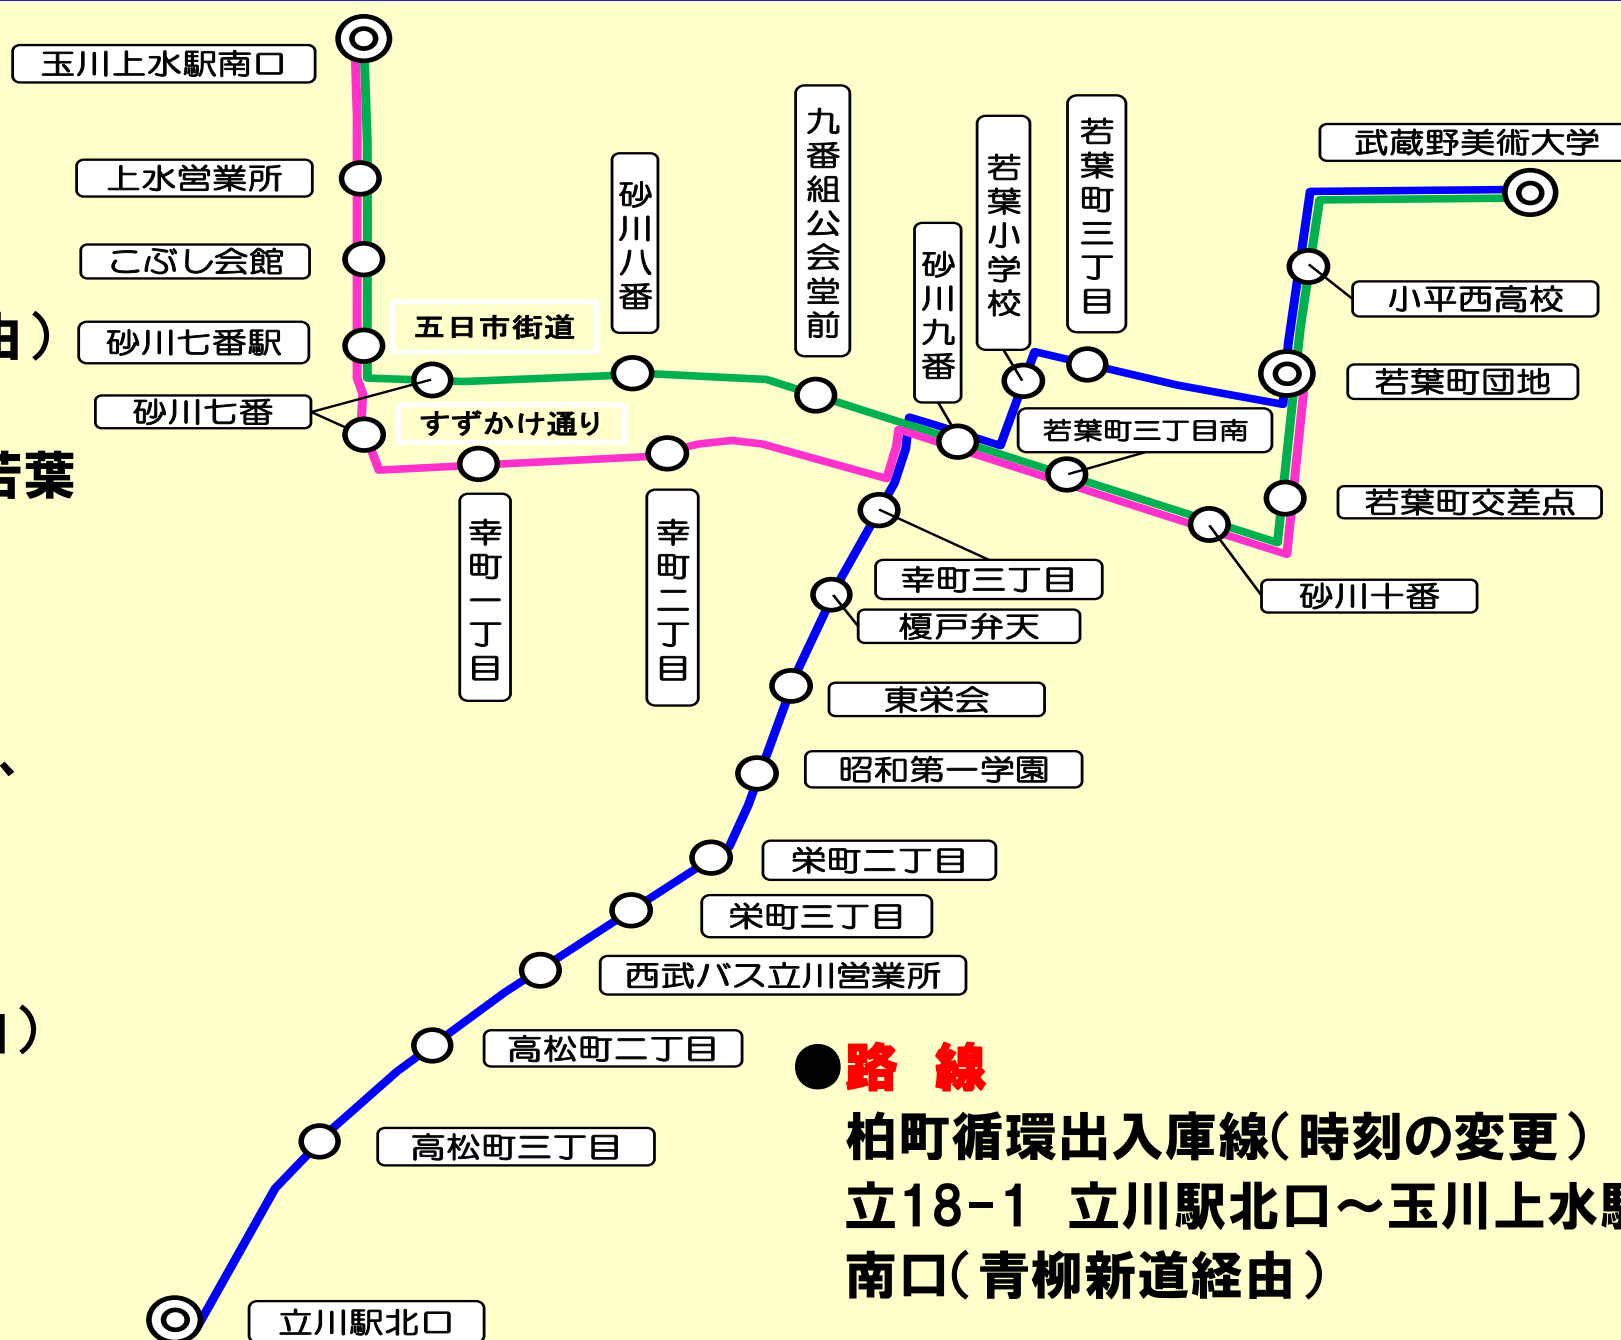 玉川上水駅南口
上水営業所
こぶし会館
由）
砂川七番駅
砂川七番
若葉
五日市街道
すずかけ通り
砂川八番
九番組公会堂前
砂川九番
若葉小学校
若葉町三丁目
武蔵野美術大学
小平西高校
若葉町団地
若葉町三丁目南
若葉町交差点
砂川十番
幸町一丁目
幸町二丁目
幸町三丁目
榎戸弁天
東栄会
昭和第一学園
、
栄町二丁目
栄町三丁目
西武バス立川営業所
高松町二丁目
）
高松町三丁目
立川駅北口
●路 線
柏町循環出入庫線（時刻の変更）
立18-1 立川駅北口～玉川上水駅
南口（青柳新道経由）